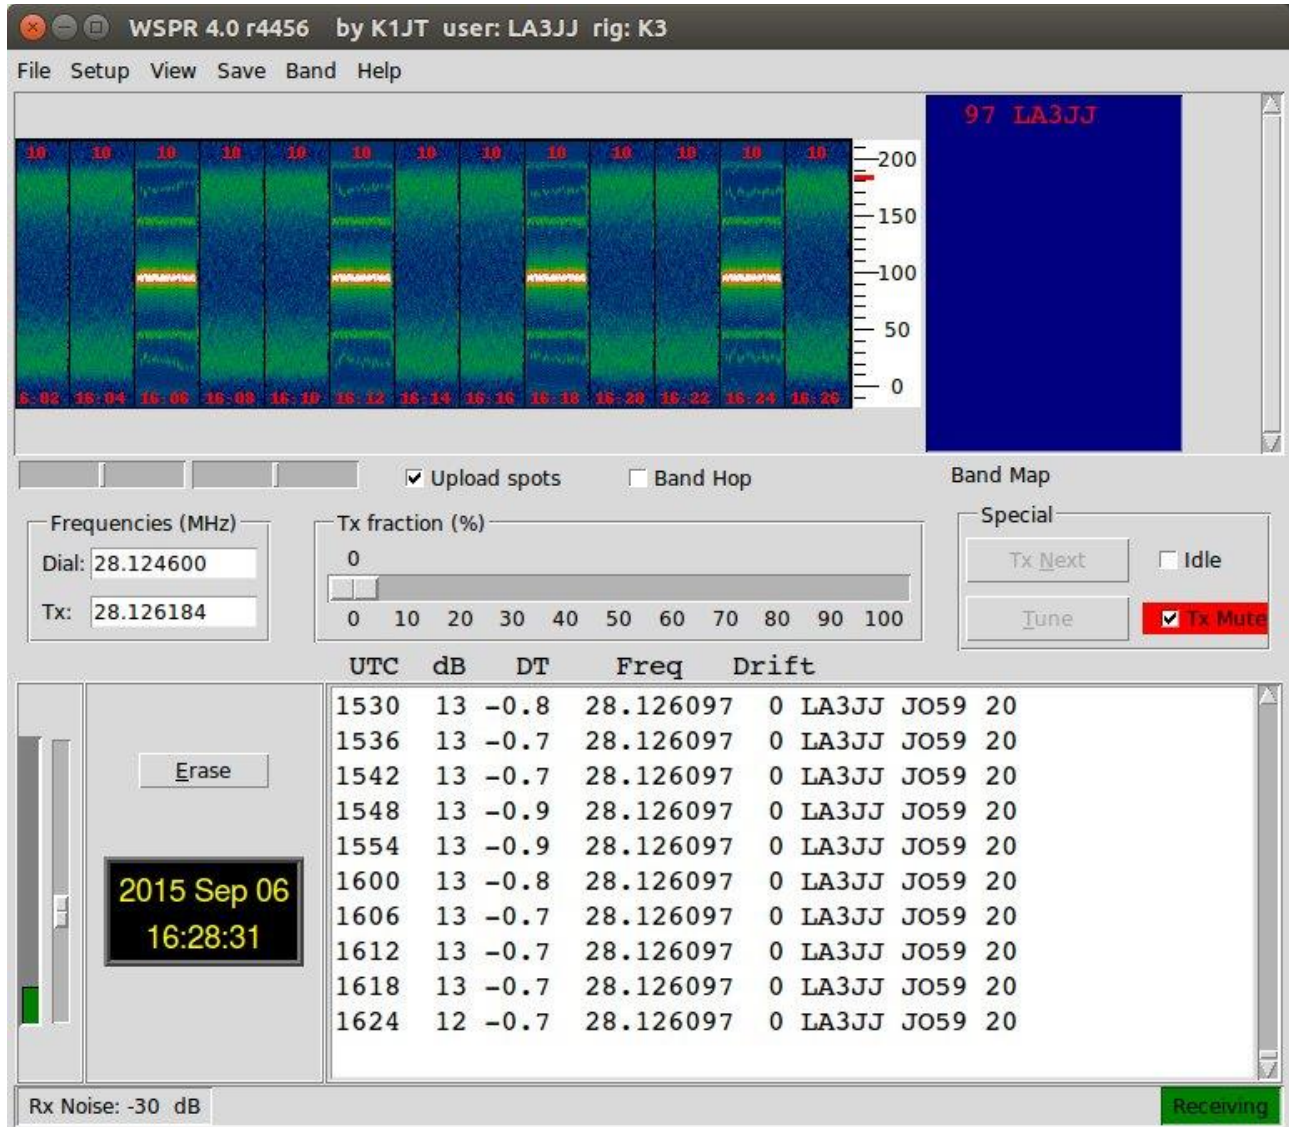 WSPR 4.0 r4456 by K1JT user: LA3JJ rig: K3
File Setup View Save Band Help
97 LA3JJ
10 10 10 10 10 10 10 10 10 10 10 10 10
200
150
100
50
0
6:02 16:04 16:06 16:08 16:10 16:12 16:14 16:16 16:18 16:20 16:22 16:24 16:26
Upload spots Band Hop Band Map
Frequencies (MHz) Tx fraction (%) Special
Dial: 28.124600 0 Tx Next Idle
Tx: 28.126184 0 10 20 30 40 50 60 70 80 90 100 Tune Tx Mute
UTC dB DT Freq Drift
1530 13 -0.8 28.126097 0 LA3JJ JO59 20
1536 13 -0.7 28.126097 0 LA3JJ JO59 20
1542 13 -0.7 28.126097 0 LA3JJ JO59 20
1548 13 -0.9 28.126097 0 LA3JJ JO59 20
1554 13 -0.9 28.126097 0 LA3JJ JO59 20
1600 13 -0.8 28.126097 0 LA3JJ JO59 20
1606 13 -0.7 28.126097 0 LA3JJ JO59 20
1612 13 -0.7 28.126097 0 LA3JJ JO59 20
1618 13 -0.7 28.126097 0 LA3JJ JO59 20
1624 12 -0.7 28.126097 0 LA3JJ JO59 20
Erase
2015 Sep 06
16:28:31
Rx Noise: -30 dB Receiving